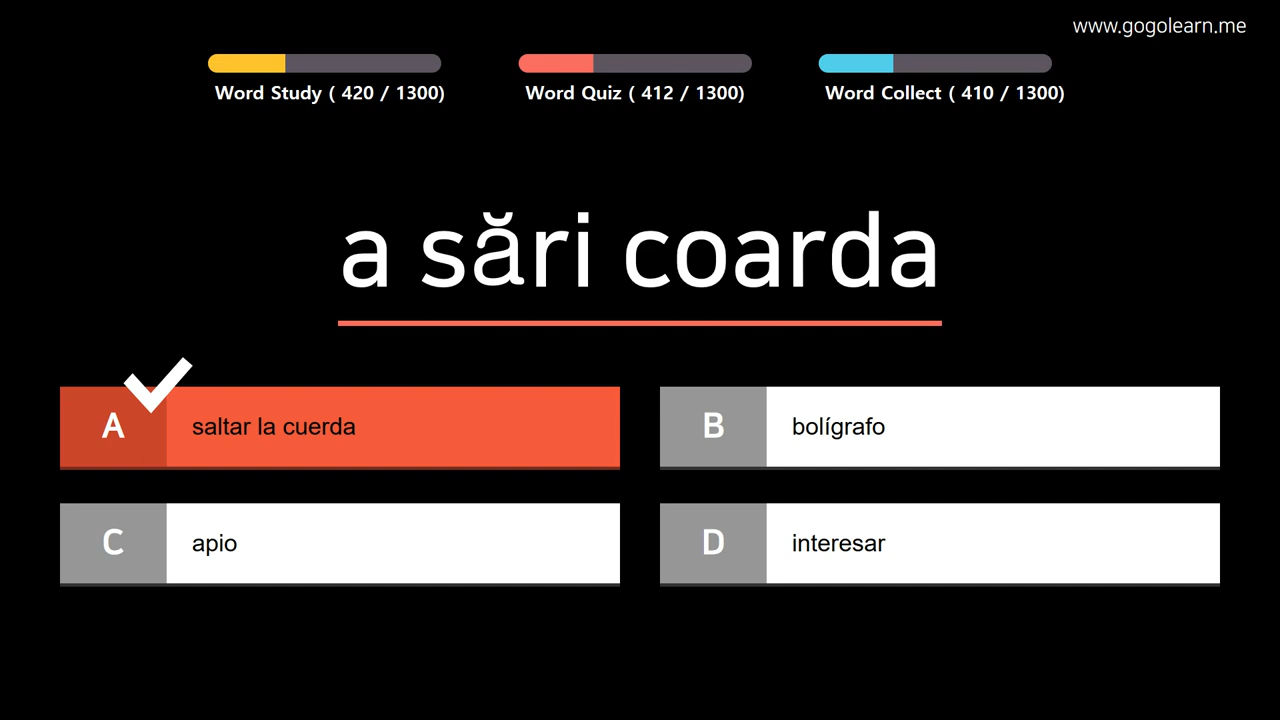 www.gogolearn.me
Word Study ( 420 / 1300)
Word Quiz ( 412 / 1300)
Word Collect ( 410 / 1300)
a sări coarda
A saltar la cuerda
B bolígrafo
C apio
D interesar